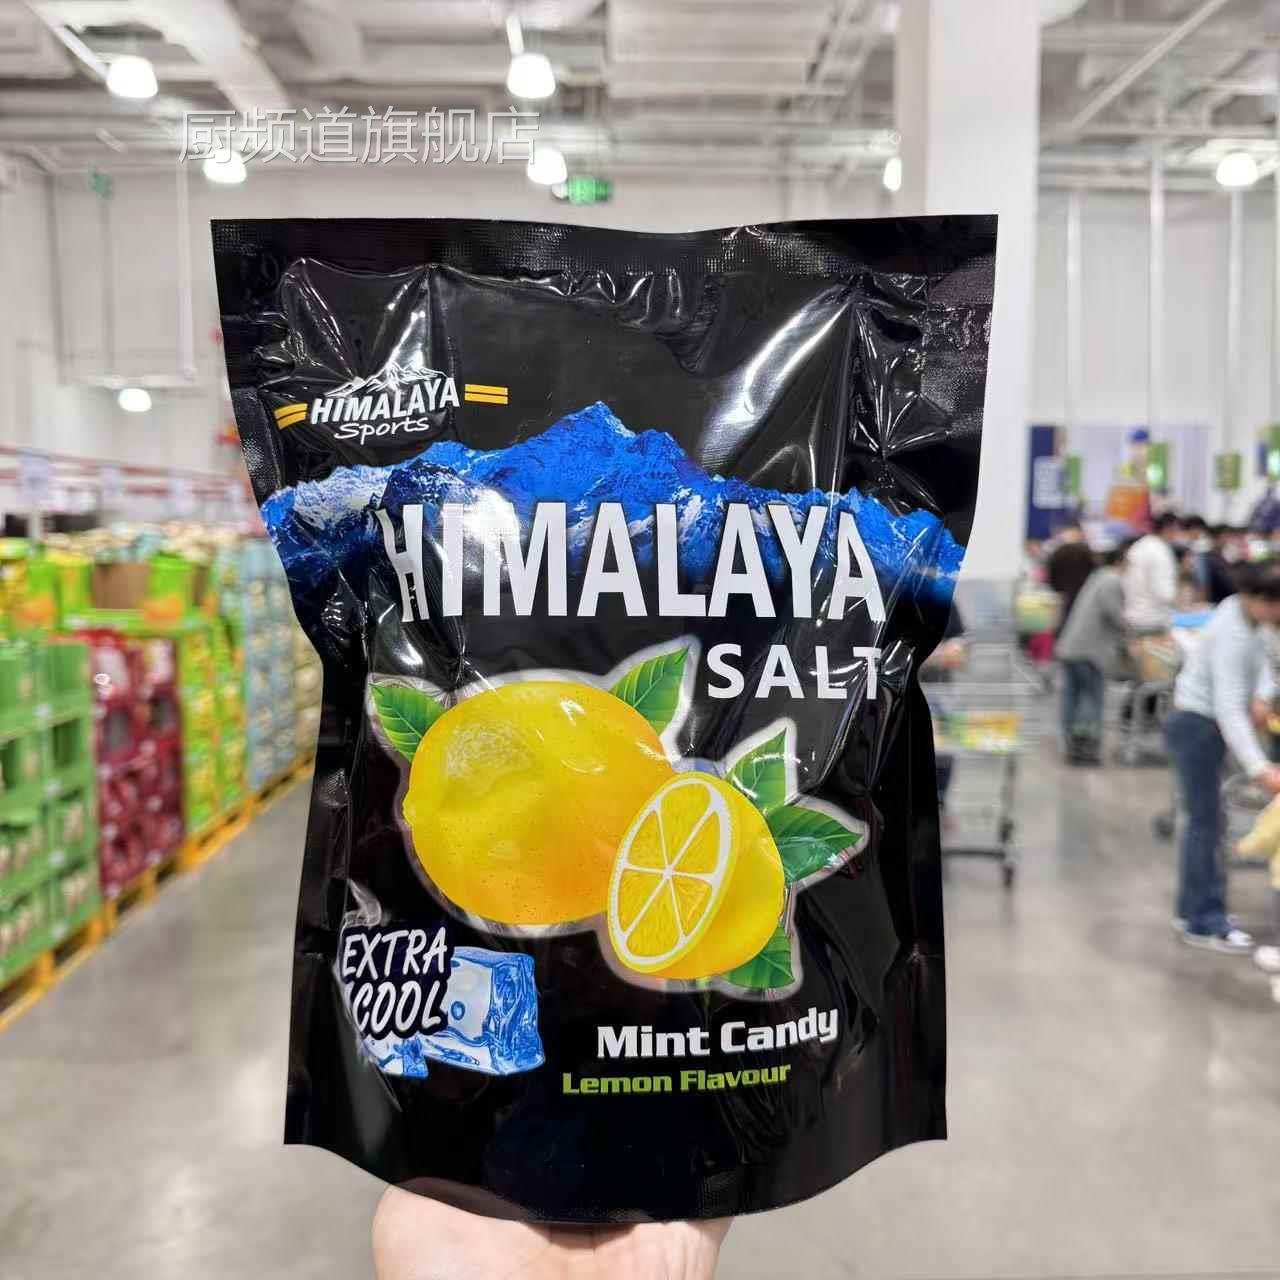 厨频道旗舰店
HIMALAYA
Sports
HIMALAYA
SALT
EXTRA
COOL
Mint Candy
Lemon Flavour